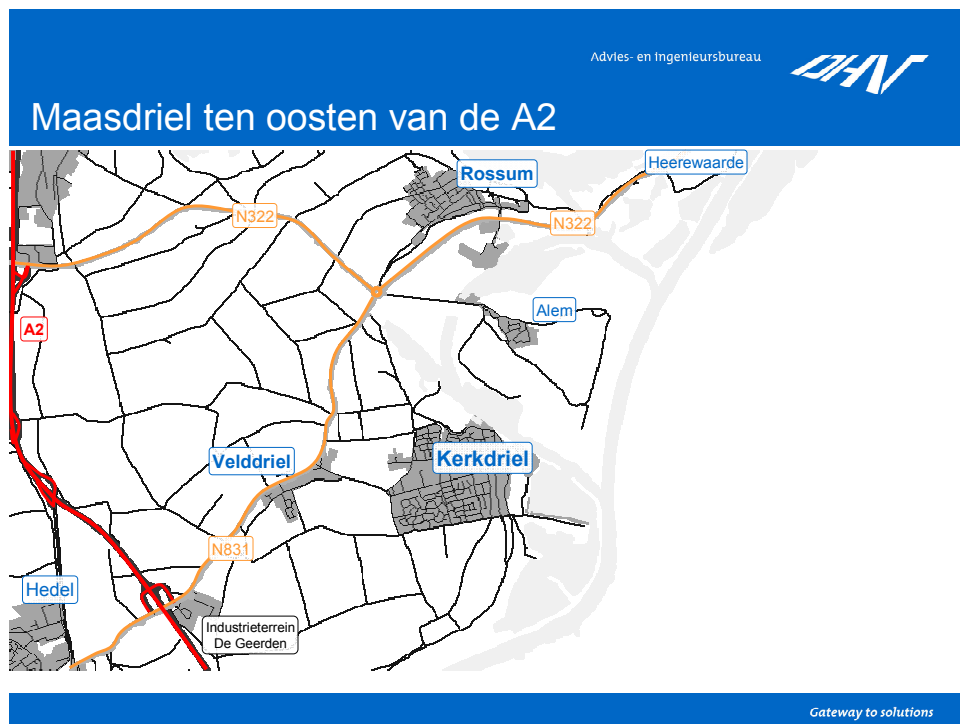 Advies- en ingenieursbureau
DHV
Maasdriel ten oosten van de A2
Heerewaarde
Rossum
N322
N322
Alem
A2
Velddriel
Kerkdriel
N831
Hedel
Industrieterrein
De Geerden
Gateway to solutions